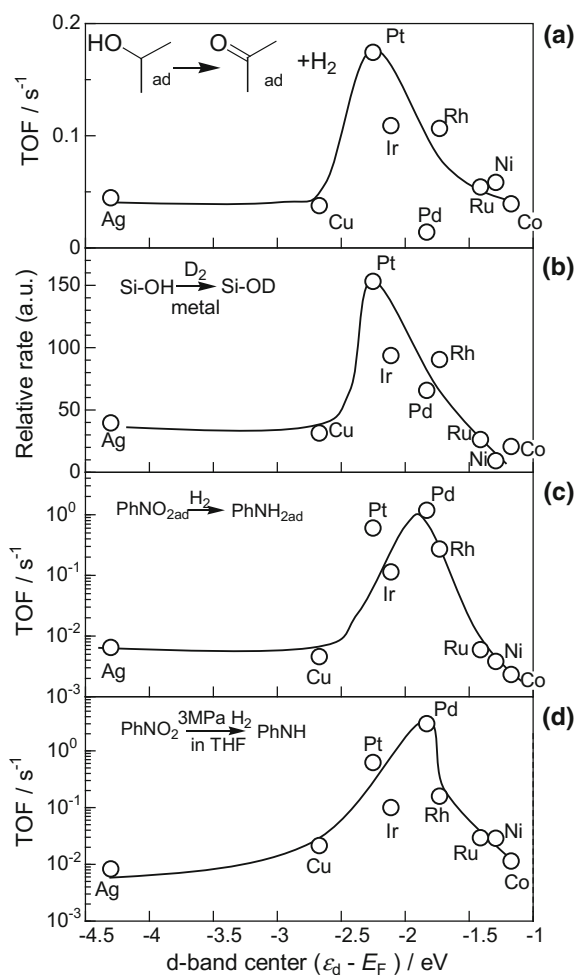 (a)
HO
O
ad
ad
+H₂
Pt
Ir
Rh
Ag
Cu
Pd
Ru
Ni
Co
0.2
0.1
0
TOF / s⁻¹
(b)
Si-OH
D₂
metal
Si-OD
Pt
Ir
Rh
Pd
Ag
Cu
Ru
Ni
Co
150
100
50
0
Relative rate (a.u.)
(c)
PhNO₂ad
H₂
PhNH₂ad
Pt
Pd
Ir
Rh
Ag
Cu
Ru
Ni
Co
10⁰
10⁻¹
10⁻²
10⁻³
TOF / s⁻¹
(d)
PhNO₂
3MPa H₂
in THF
PhNH
Pt
Pd
Ir
Rh
Ag
Cu
Ru
Ni
Co
10⁰
10⁻¹
10⁻²
10⁻³
TOF / s⁻¹
-4.5 -4 -3.5 -3 -2.5 -2 -1.5 -1
d-band center (εd - EF) / eV